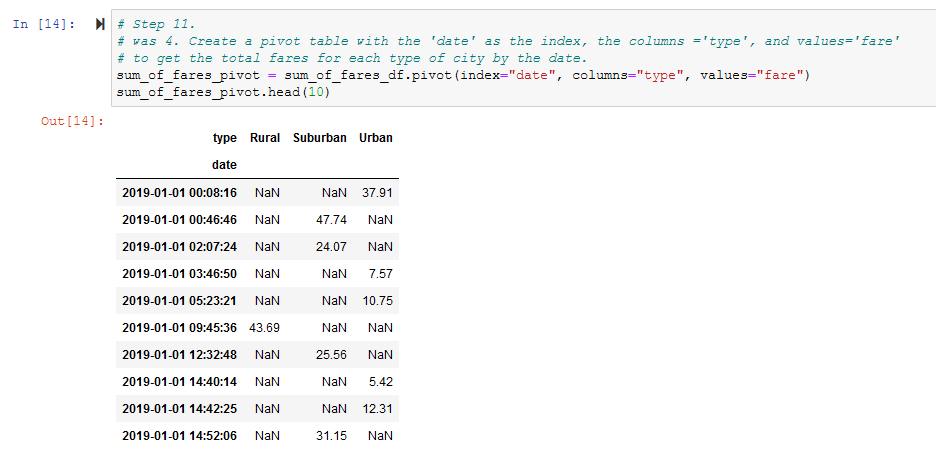 In [14]:
# Step 11.
# was 4. Create a pivot table with the 'date' as the index, the columns ='type', and values='fare'
# to get the total fares for each type of city by the date.
sum_of_fares_pivot = sum_of_fares_df.pivot(index="date", columns="type", values="fare")
sum_of_fares_pivot.head(10)
Out[14]:
type Rural Suburban Urban
date
2019-01-01 00:08:16 NaN NaN 37.91
2019-01-01 00:46:46 NaN 47.74 NaN
2019-01-01 02:07:24 NaN 24.07 NaN
2019-01-01 03:46:50 NaN NaN 7.57
2019-01-01 05:23:21 NaN NaN 10.75
2019-01-01 09:45:36 43.69 NaN NaN
2019-01-01 12:32:48 NaN 25.56 NaN
2019-01-01 14:40:14 NaN NaN 5.42
2019-01-01 14:42:25 NaN NaN 12.31
2019-01-01 14:52:06 NaN 31.15 NaN